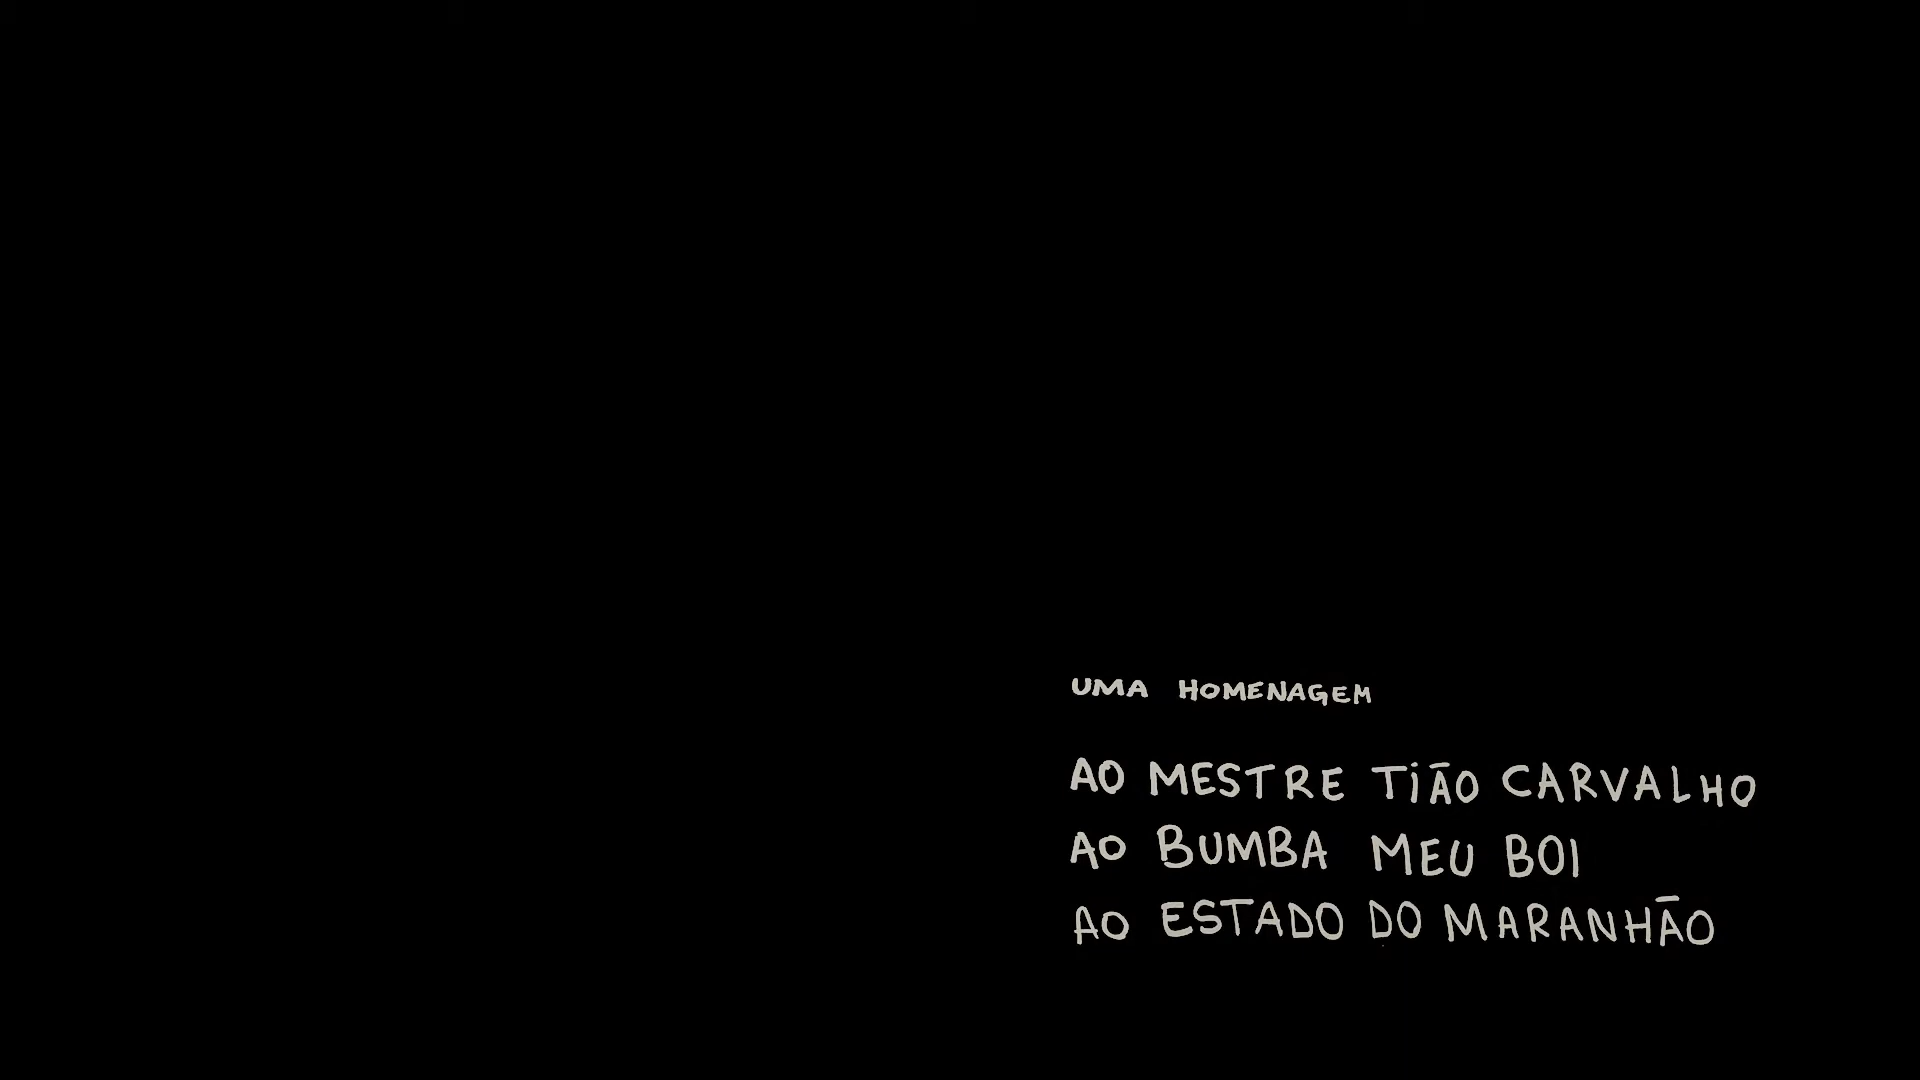 UMA HOMENAGEM
AO MESTRE TIÃO CARVALHO
AO BUMBA MEU BOI
AO ESTADO DO MARANHÃO